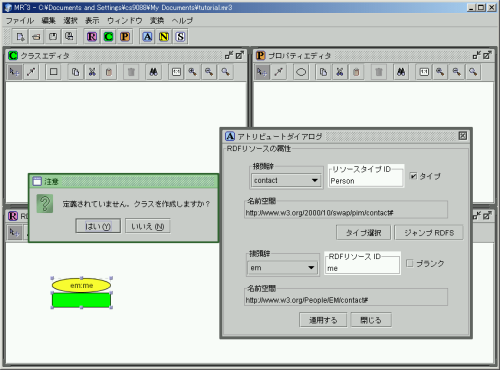 MR^3 - C:¥Documents and Settings¥cs9088¥My Documents¥tutorial.mr3
ファイル 編集 選択 表示 ウィンドウ 変換 ヘルプ
R C P A N S
C クラスエディタ
P プロパティエディタ
1:1
1:1
A アトリビュートダイアログ
RDFリソースの属性
接頭辞
contact
リソースタイプ ID
Person
タイプ
名前空間
http://www.w3.org/2000/10/swap/pim/contact#
タイプ選択 ジャンプ RDFS
接頭辞
em
RDFリソース ID
me
ブランク
名前空間
http://www.w3.org/People/EM/contact#
適用する 閉じる
注意
定義されていません。クラスを作成しますか?
はい(Y) いいえ(N)
em:me